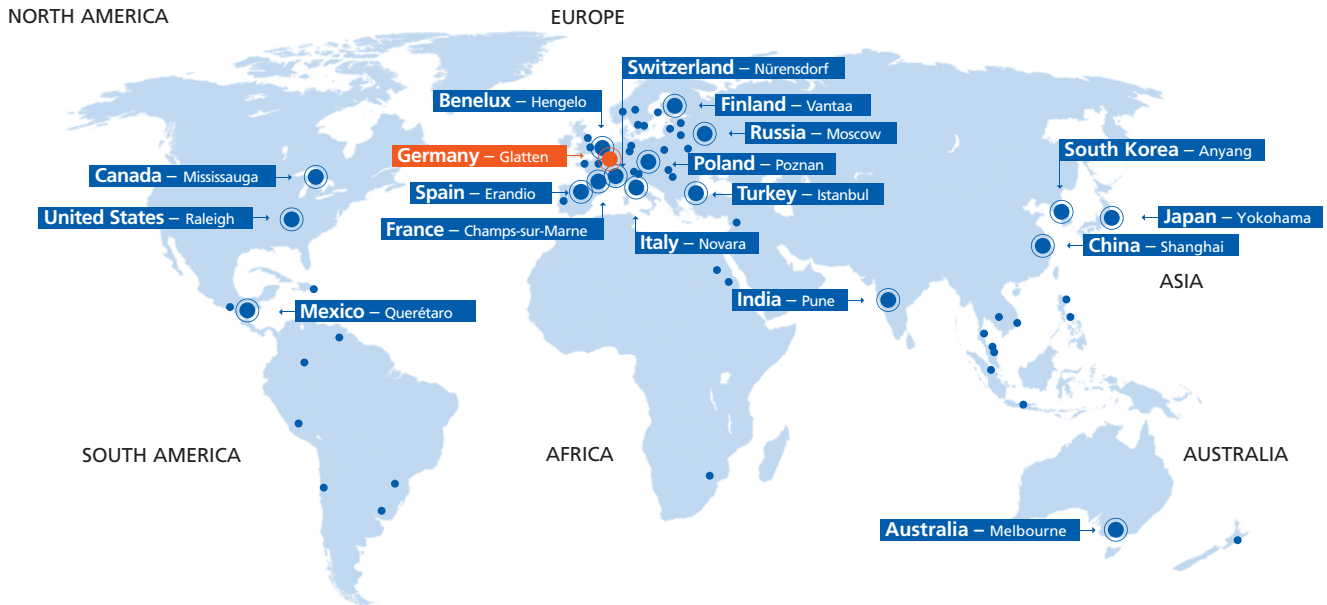 NORTH AMERICA
EUROPE
Switzerland – Nürensdorf
Benelux – Hengelo
Finland – Vantaa
Russia – Moscow
Germany – Glatten
South Korea – Anyang
Poland – Poznan
Canada – Mississauga
Spain – Erandio
Turkey – Istanbul
United States – Raleigh
Japan – Yokohama
France – Champs-sur-Marne
Italy – Novara
China – Shanghai
ASIA
India – Pune
Mexico – Querétaro
SOUTH AMERICA
AFRICA
AUSTRALIA
Australia – Melbourne